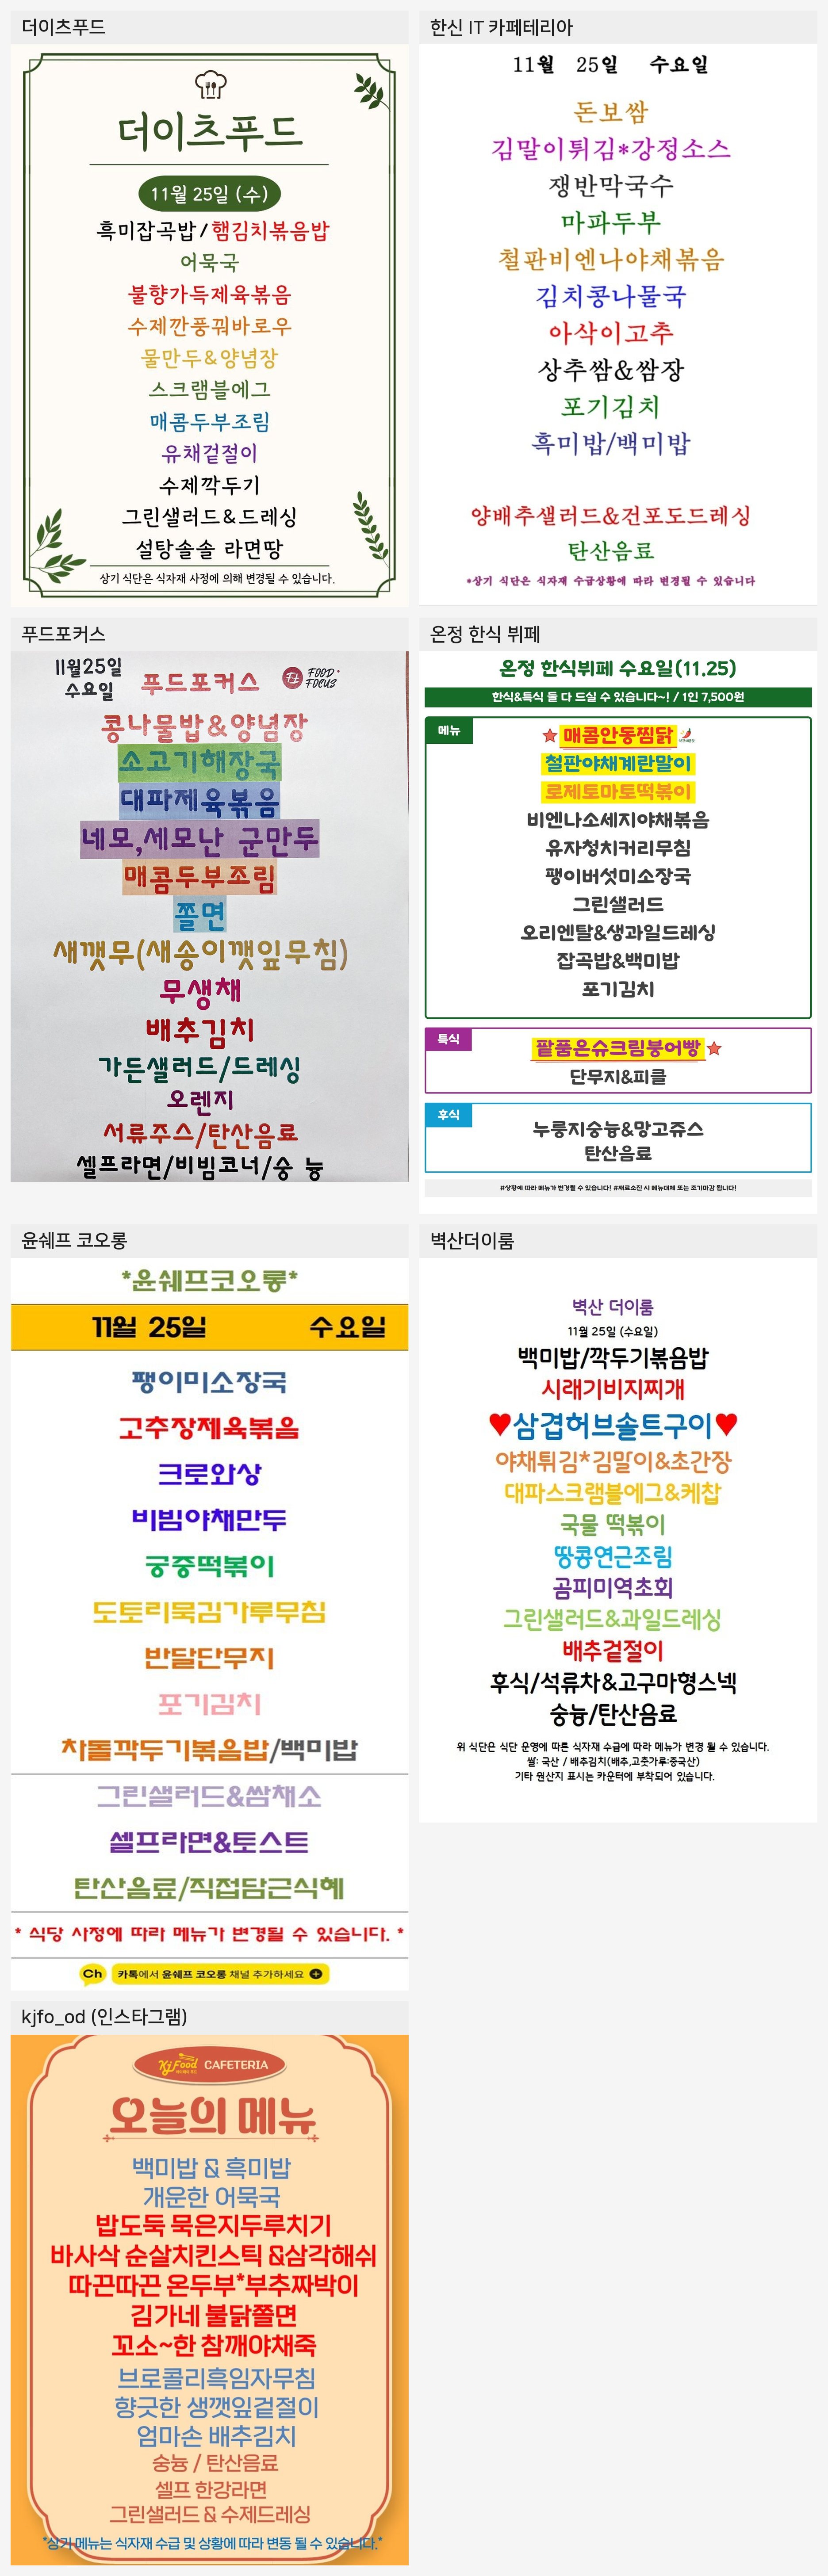 더이츠푸드
더이츠푸드
11월 25일 (수)
흑미잡곡밥/햄김치볶음밥
어묵국
불향가득제육볶음
수제깐풍꿔바로우
물만두&양념장
스크램블에그
매콤두부조림
유채겉절이
수제깍두기
그린샐러드&드레싱
설탕솔솔 라면땅
상기 식단은 식자재 사정에 의해 변경될 수 있습니다.
한신 IT 카페테리아
11월 25일 수요일
돈보쌈
김말이튀김*강정소스
쟁반막국수
마파두부
철판비엔나야채볶음
김치콩나물국
아삭이고추
상추쌈&쌈장
포기김치
흑미밥/백미밥
양배추샐러드&건포도드레싱
탄산음료
*상기 식단은 식자재 수급상황에 따라 변경될 수 있습니다
푸드포커스
11월25일
수요일
푸드포커스
FOOD
FOCUS
콩나물밥&양념장
소고기해장국
대파제육볶음
네모,세모난 군만두
매콤두부조림
쫄면
새깻무(새송이깻잎무침)
무생채
배추김치
가든샐러드/드레싱
오렌지
석류주스/탄산음료
셀프라면/비빔코너/숭 늉
온정 한식 뷔페
온정 한식뷔페 수요일(11.25)
한식&특식 둘 다 드실 수 있습니다~! / 1인 7,500원
메뉴
매콤안동찜닭
철판야채계란말이
로제토마토떡볶이
비엔나소세지야채볶음
유자청치커리무침
팽이버섯미소장국
그린샐러드
오리엔탈&생과일드레싱
잡곡밥&백미밥
포기김치
특식
팥품은슈크림붕어빵
단무지&피클
후식
누룽지숭늉&망고쥬스
탄산음료
#상황에 따라 메뉴가 변경될 수 있습니다! #재료소진 시 메뉴대체 또는 조기마감 됩니다!
윤쉐프 코오롱
*윤쉐프코오롱*
11월 25일 수요일
팽이미소장국
고추장제육볶음
크로와상
비빔야채만두
궁중떡볶이
도토리묵김가루무침
반달단무지
포기김치
차돌깍두기볶음밥/백미밥
그린샐러드&쌈채소
셀프라면&토스트
탄산음료/직접담근식혜
* 식당 사정에 따라 메뉴가 변경될 수 있습니다. *
Ch 카톡에서 윤쉐프 코오롱 채널 추가하세요
벽산더이룸
벽산 더이룸
11월 25일 (수요일)
백미밥/깍두기볶음밥
시래기비지찌개
♥삼겹허브솔트구이♥
야채튀김*김말이&초간장
대파스크램블에그&케찹
국물 떡볶이
땅콩연근조림
곰피미역초회
그린샐러드&과일드레싱
배추겉절이
후식/석류차&고구마형스넥
숭늉/탄산음료
위 식단은 식단 운영에 따른 식자재 수급에 따라 메뉴가 변경 될 수 있습니다.
쌀: 국산 / 배추김치(배추,고춧가루:중국산)
기타 원산지 표시는 카운터에 부착되어 있습니다.
kjfo_od (인스타그램)
KJ Food CAFETERIA
오늘의 메뉴
백미밥 & 흑미밥
개운한 어묵국
밥도둑 묵은지두루치기
바사삭 순살치킨스틱 &삼각해쉬
따끈따끈 온두부*부추짜박이
김가네 불닭쫄면
꼬소~한 참깨야채죽
브로콜리흑임자무침
향긋한 생깻잎겉절이
엄마손 배추김치
숭늉 / 탄산음료
셀프 한강라면
그린샐러드 & 수제드레싱
*상기 메뉴는 식자재 수급 및 상황에 따라 변동 될 수 있습니다.*